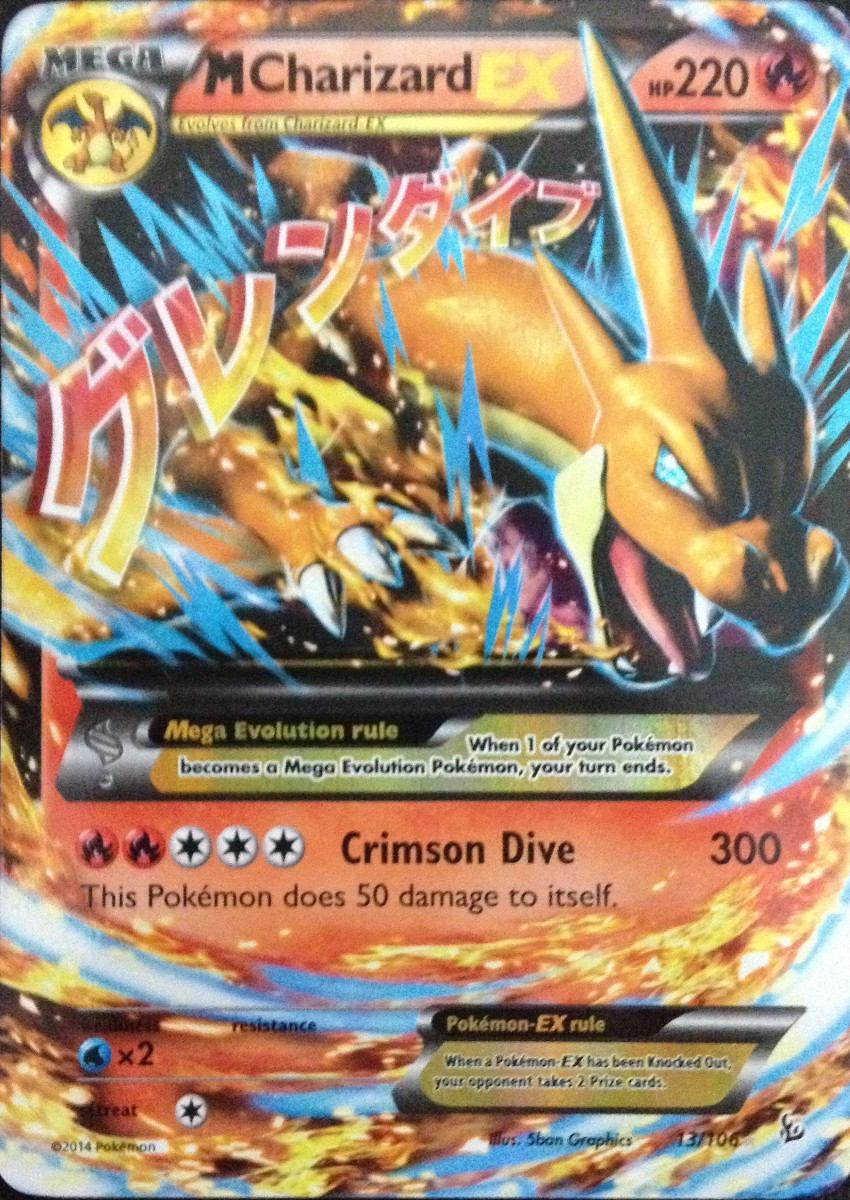 MEGA
M Charizard EX
HP 220
Evolves from Charizard-EX
グレンダイブ
Mega Evolution rule
When 1 of your Pokémon
becomes a Mega Evolution Pokémon, your turn ends.
Crimson Dive 300
This Pokémon does 50 damage to itself.
weakness resistance
×2
Pokémon-EX rule
When a Pokémon-EX has been Knocked Out,
your opponent takes 2 Prize cards.
retreat
©2014 Pokémon
Illus. 5ban Graphics
13/106